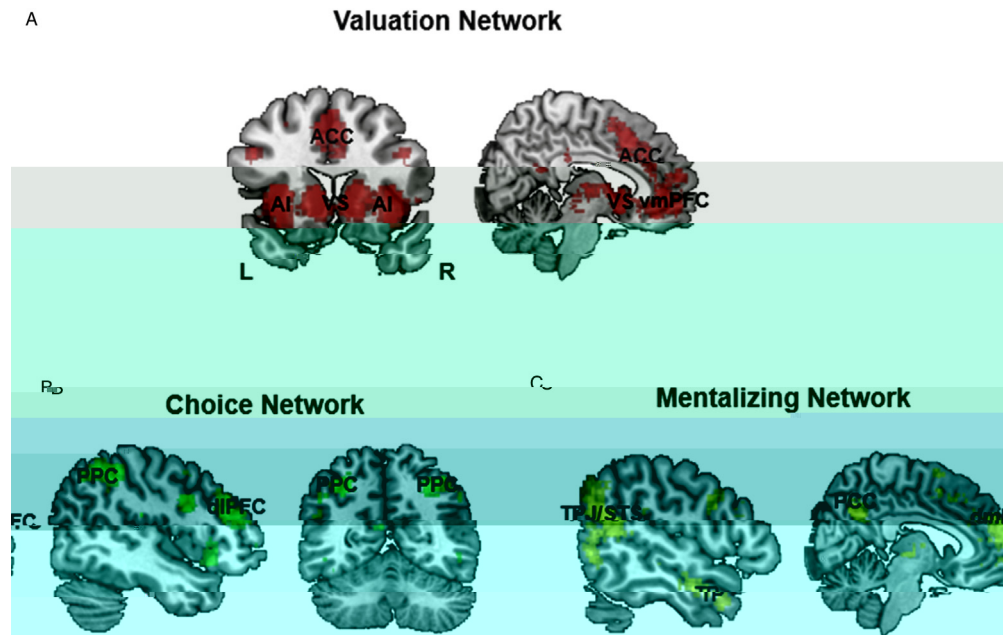 A
Valuation Network
ACC
ACC
AI VS AI
VS vmPFC
L R
C
Choice Network
Mentalizing Network
PPC
PPC PPC
dlPFC
TPJ/STS
PCC
FC
TP